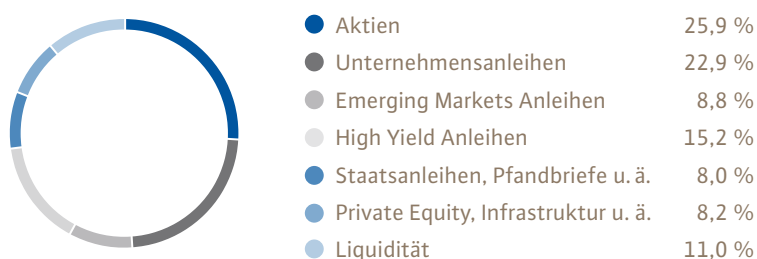 Aktien 25,9 %
Unternehmensanleihen 22,9 %
Emerging Markets Anleihen 8,8 %
High Yield Anleihen 15,2 %
Staatsanleihen, Pfandbriefe u. ä. 8,0 %
Private Equity, Infrastruktur u. ä. 8,2 %
Liquidität 11,0 %